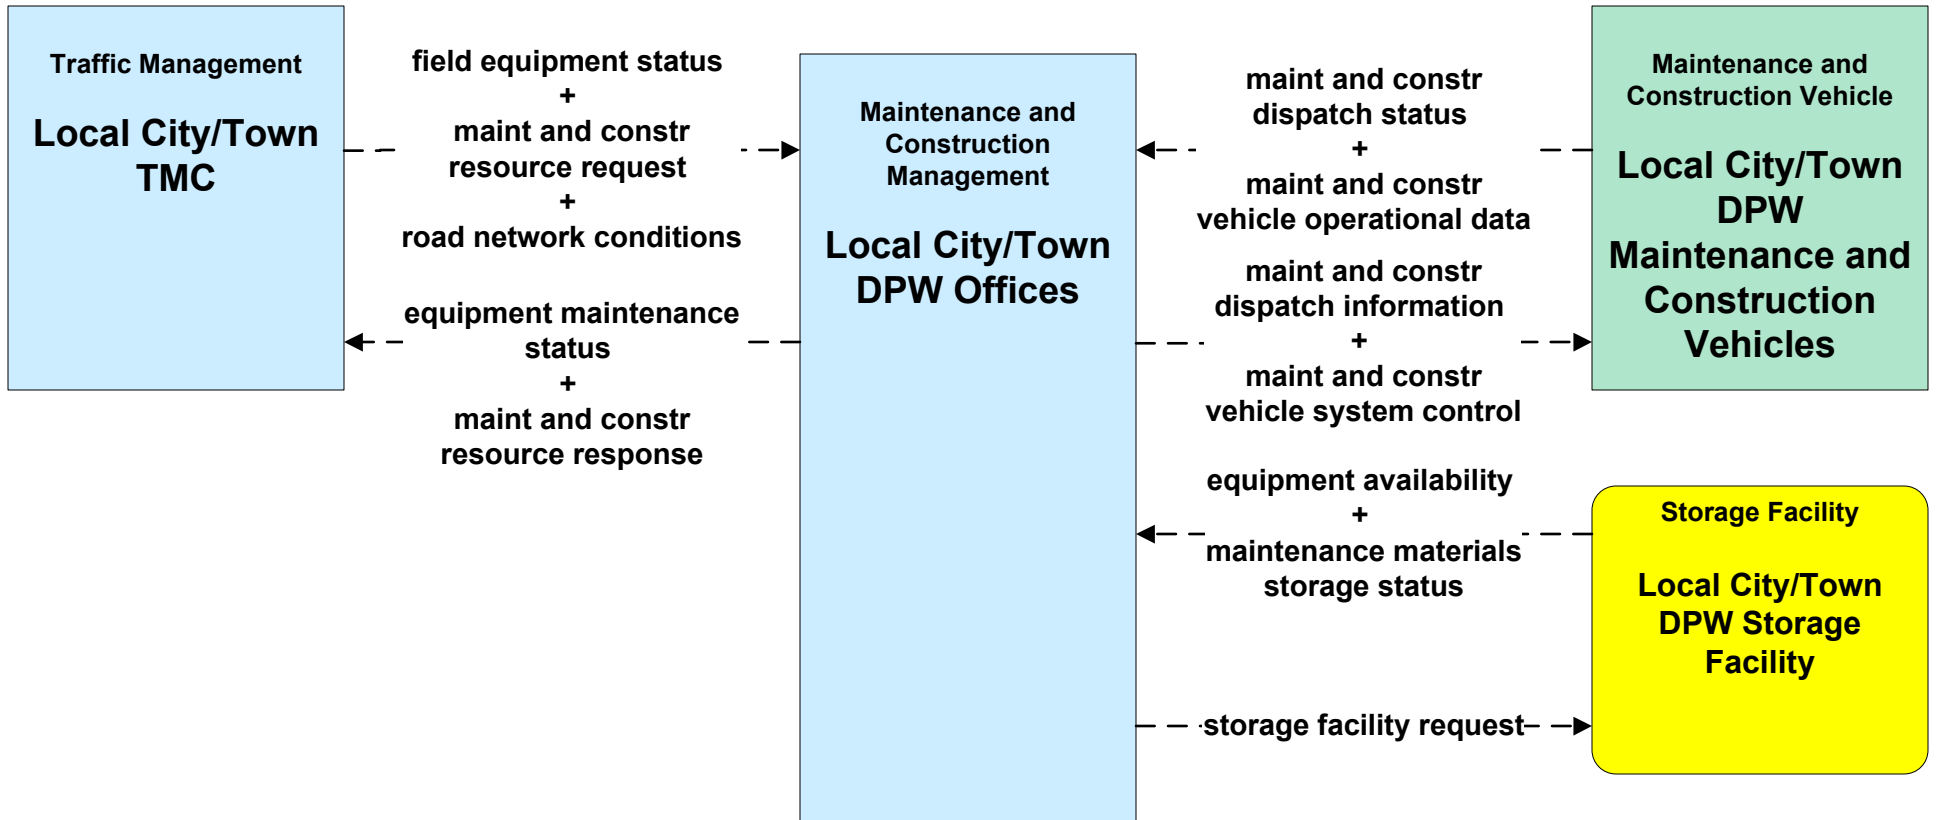 Traffic Management
Local City/Town
TMC
field equipment status
+
maint and constr
resource request
+
road network conditions
equipment maintenance
status
+
maint and constr
resource response
Maintenance and
Construction
Management
Local City/Town
DPW Offices
maint and constr
dispatch status
+
maint and constr
vehicle operational data
maint and constr
dispatch information
+
maint and constr
vehicle system control
equipment availability
+
maintenance materials
storage status
storage facility request
Maintenance and
Construction Vehicle
Local City/Town
DPW
Maintenance and
Construction
Vehicles
Storage Facility
Local City/Town
DPW Storage
Facility